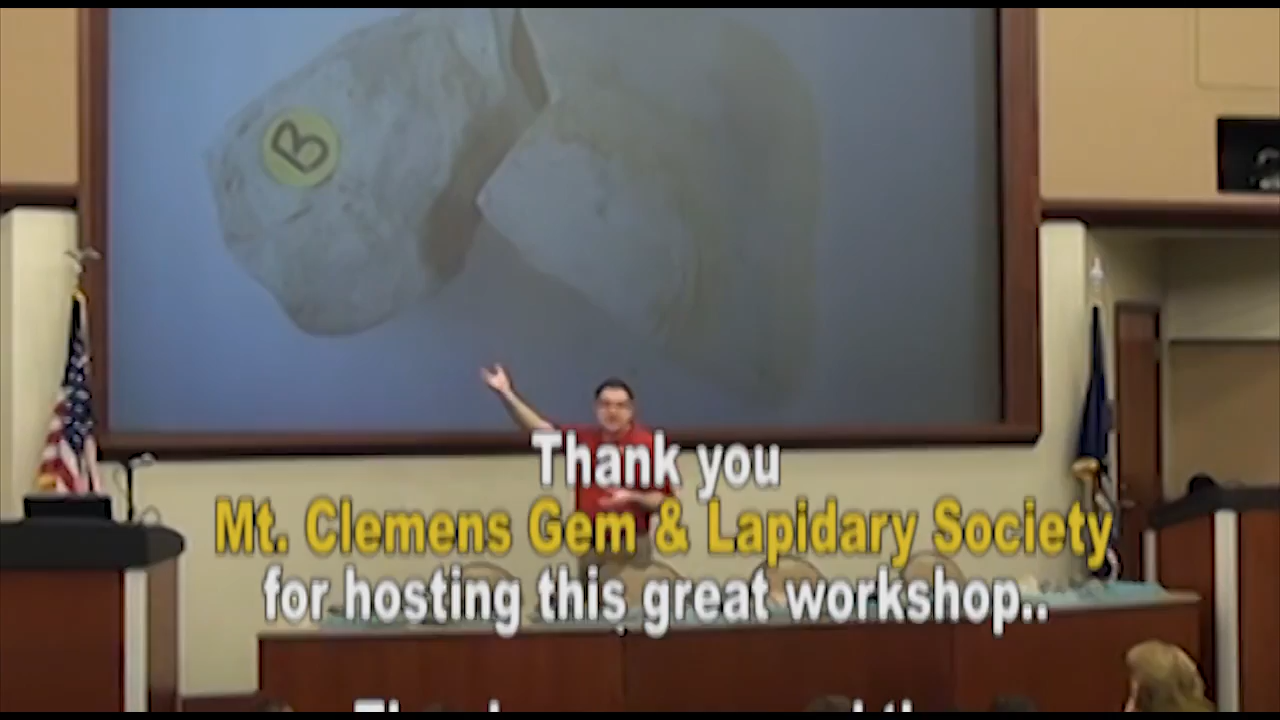 B
Thank you
Mt. Clemens Gem & Lapidary Society
for hosting this great workshop..